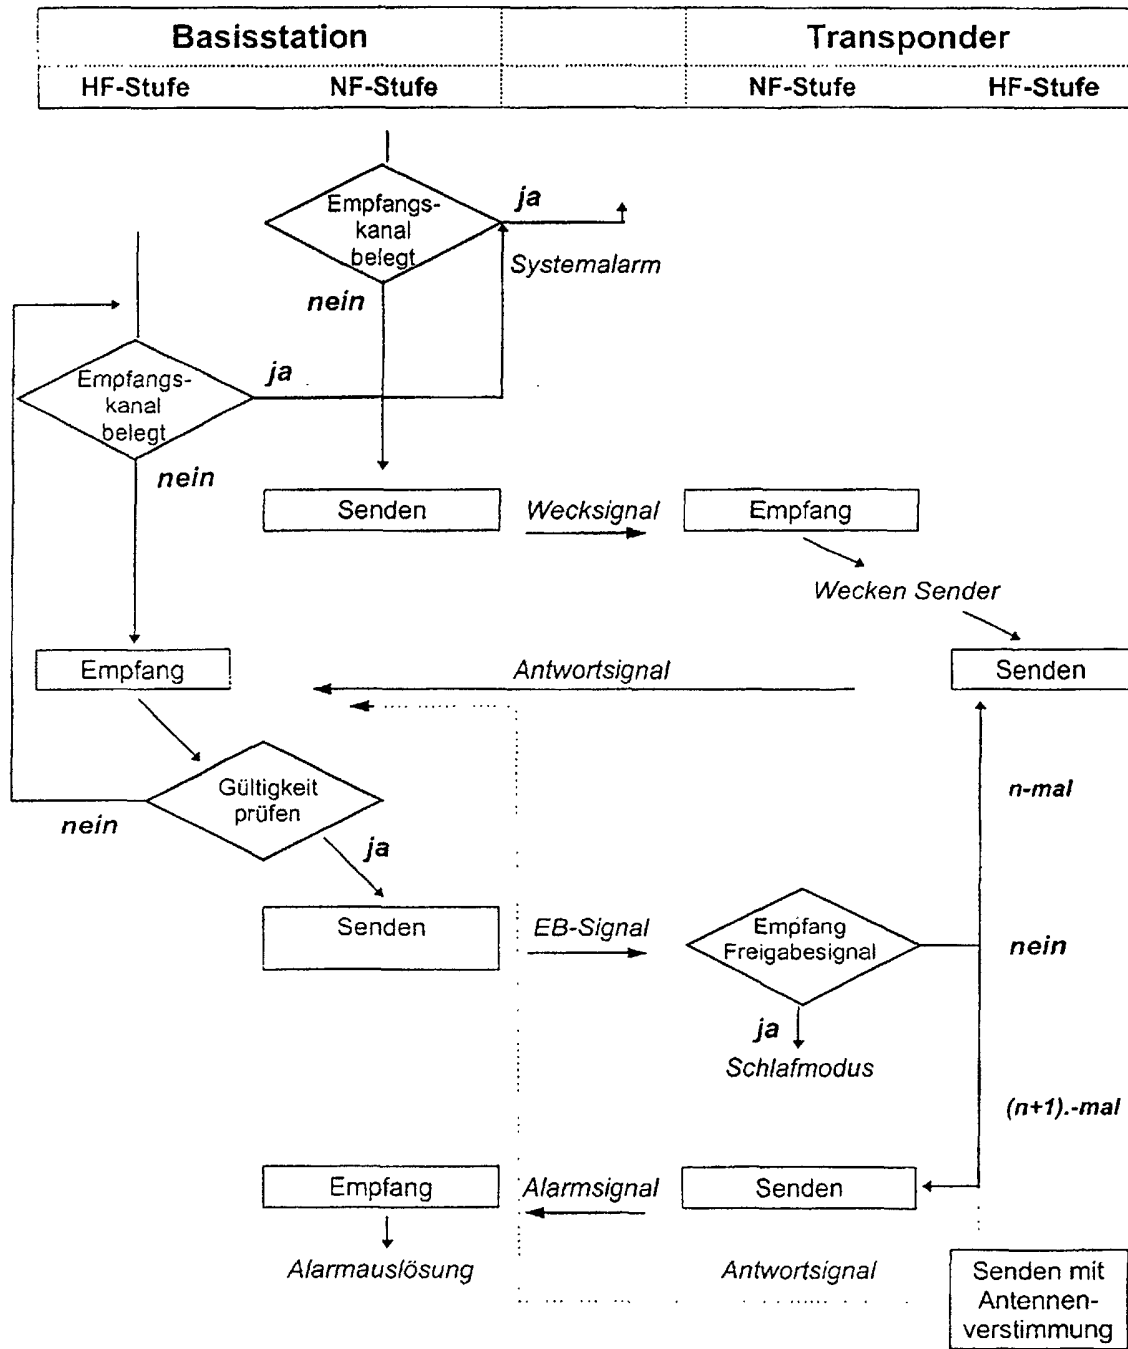 Basisstation
Transponder
HF-Stufe
NF-Stufe
NF-Stufe
HF-Stufe
Empfangs-
kanal
belegt
ja
Systemalarm
nein
Empfangs-
kanal
belegt
ja
nein
Senden
Wecksignal
Empfang
Wecken Sender
Empfang
Antwortsignal
Senden
Gültigkeit
prüfen
n-mal
nein
ja
Senden
EB-Signal
Empfang
Freigabesignal
nein
ja
Schlafmodus
(n+1).-mal
Empfang
Alarmsignal
Senden
Alarmauslösung
Antwortsignal
Senden mit
Antennen-
verstimmung